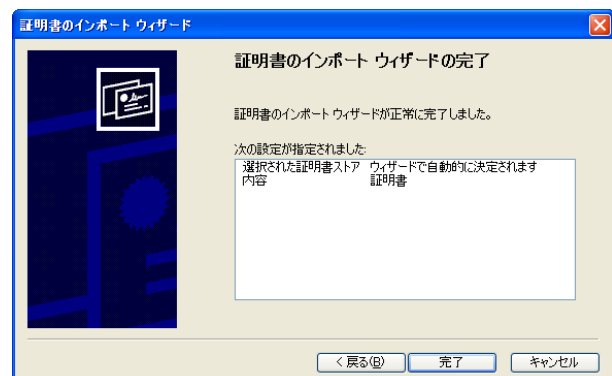 証明書のインポート ウィザード
証明書のインポート ウィザードの完了
証明書のインポート ウィザードが正常に完了しました。
次の設定が指定されました:
選択された証明書ストア ウィザードで自動的に決定されます
内容 証明書
< 戻る(B) 完了 キャンセル